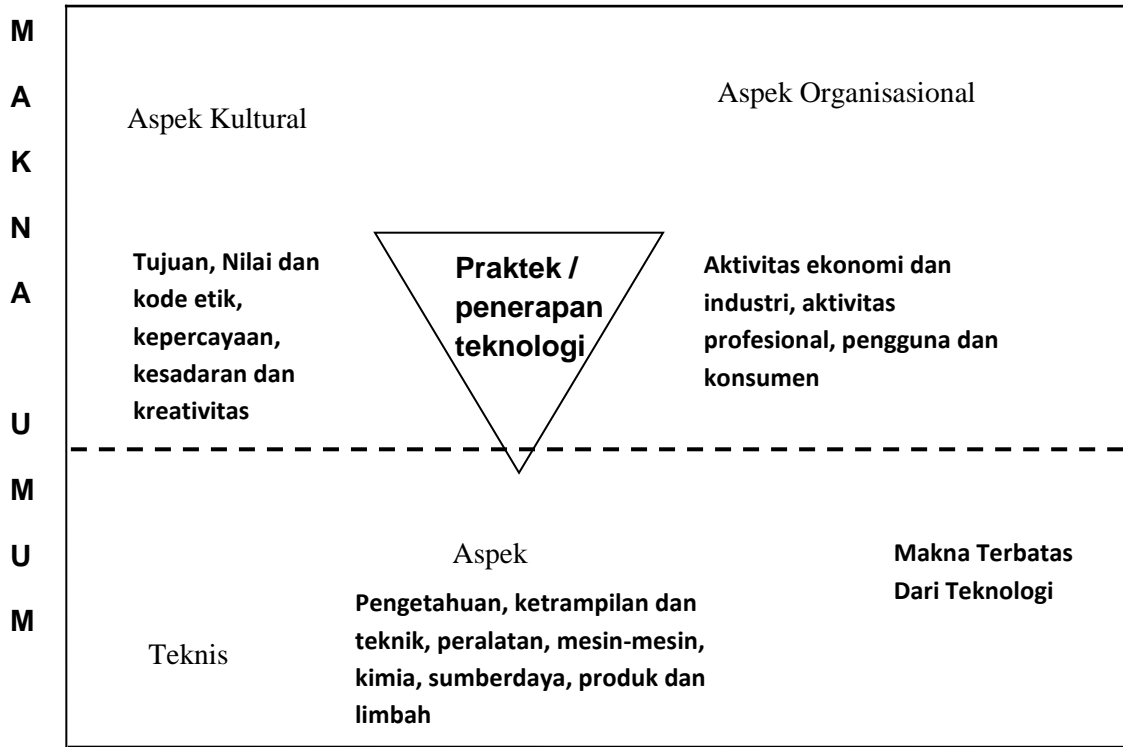 M
A
K
N
A
U
M
U
M
Aspek Kultural
Aspek Organisasional
Tujuan, Nilai dan
kode etik,
kepercayaan,
kesadaran dan
kreativitas
Praktek /
penerapan
teknologi
Aktivitas ekonomi dan
industri, aktivitas
profesional, pengguna dan
konsumen
Aspek
Teknis
Pengetahuan, ketrampilan dan
teknik, peralatan, mesin-mesin,
kimia, sumberdaya, produk dan
limbah
Makna Terbatas
Dari Teknologi